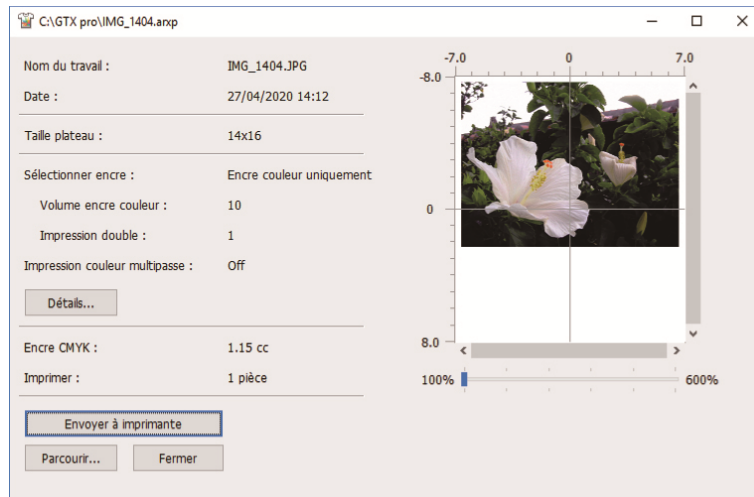 C:\GTX pro\IMG_1404.arxp
Nom du travail : IMG_1404.JPG
Date : 27/04/2020 14:12
Taille plateau : 14x16
Sélectionner encre : Encre couleur uniquement
Volume encre couleur : 10
Impression double : 1
Impression couleur multipasse : Off
Détails...
Encre CMYK : 1.15 cc
Imprimer : 1 pièce
Envoyer à imprimante
Parcourir... Fermer
-7.0 0 7.0
-8.0
0
8.0
100% 600%